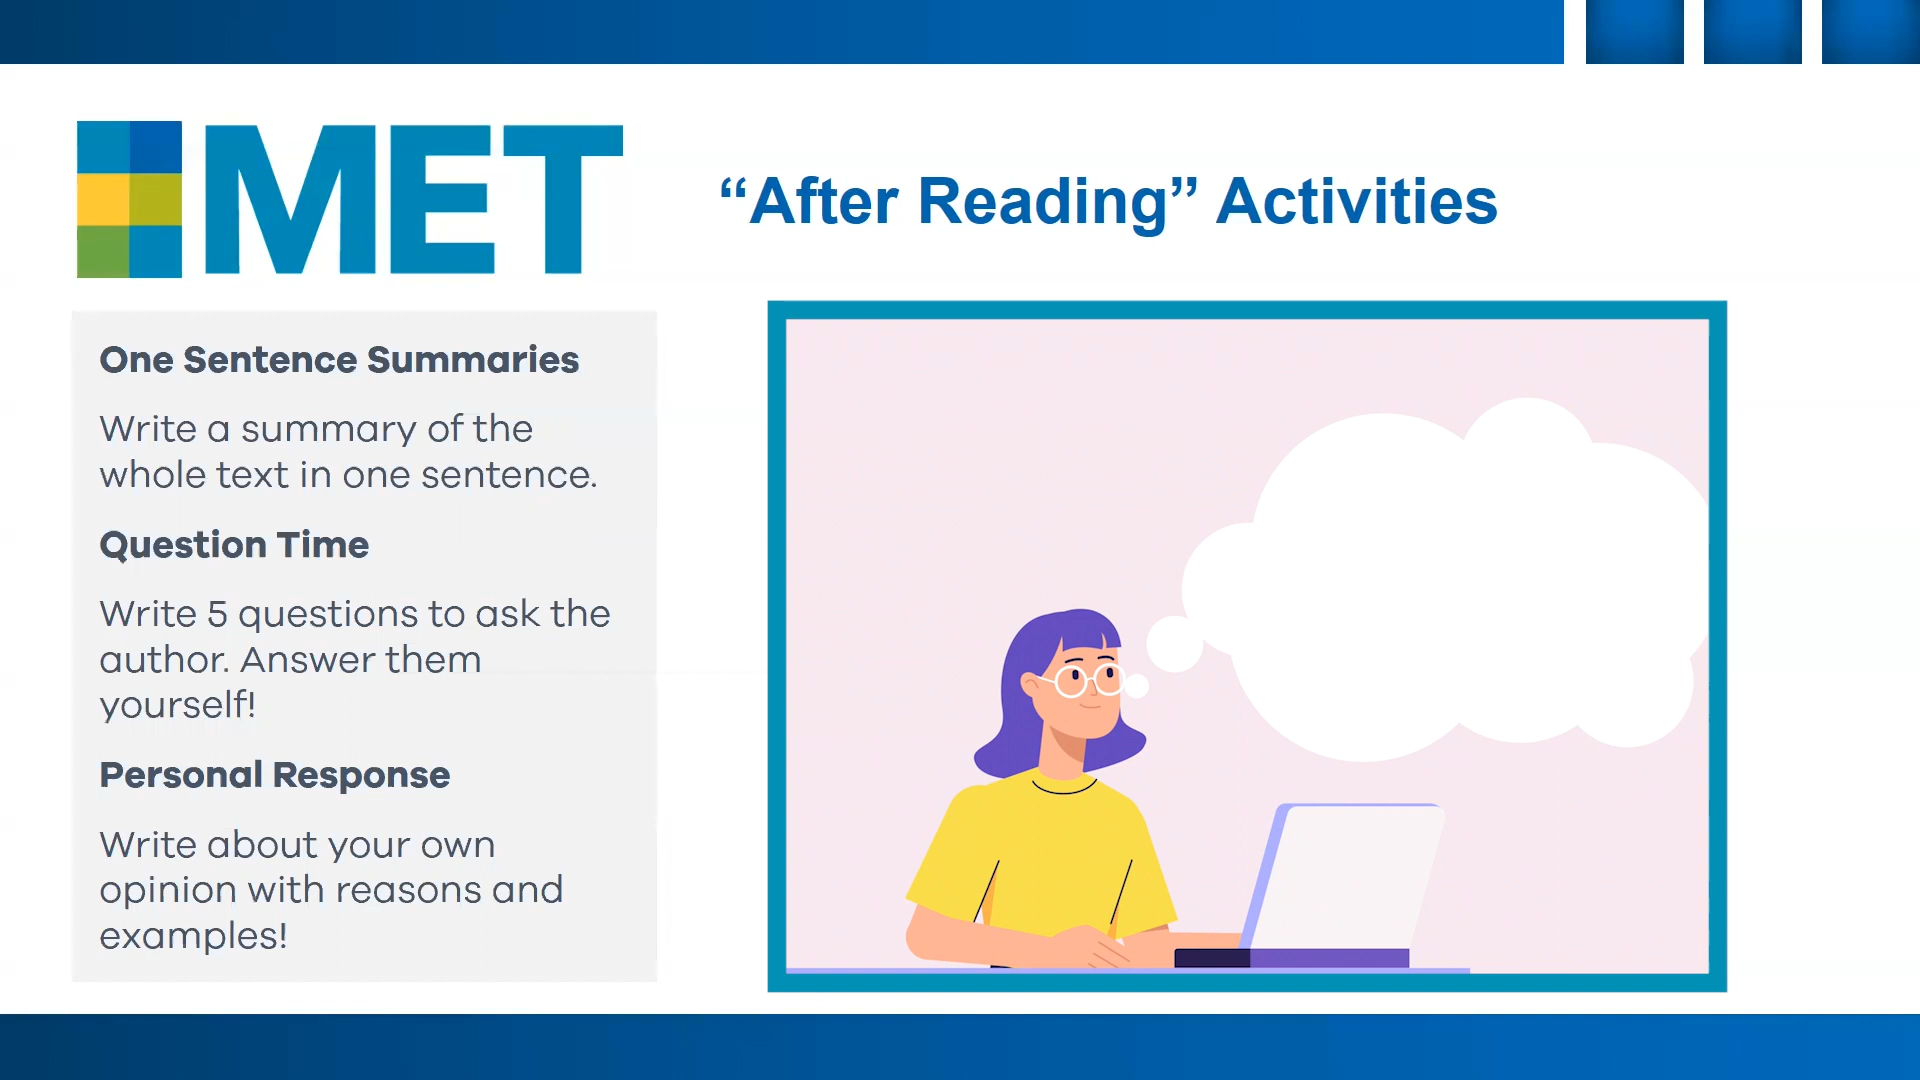 MET
“After Reading” Activities
One Sentence Summaries
Write a summary of the
whole text in one sentence.
Question Time
Write 5 questions to ask the
author. Answer them
yourself!
Personal Response
Write about your own
opinion with reasons and
examples!